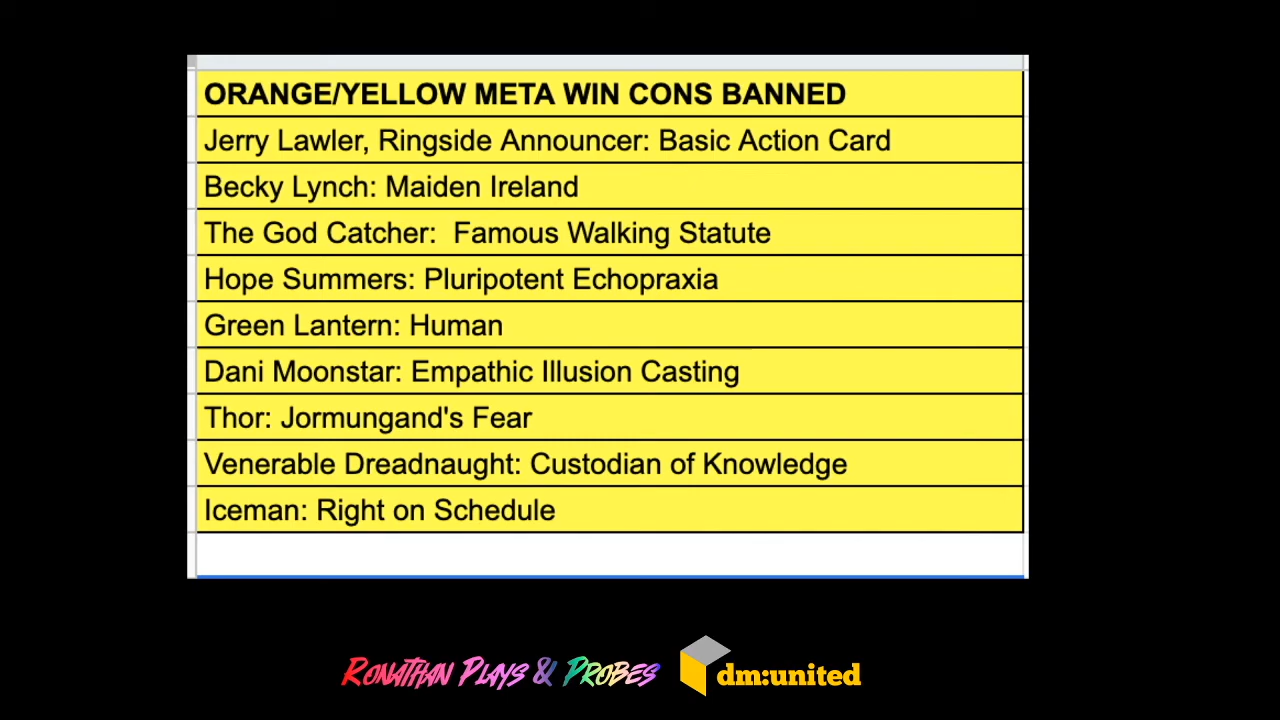 ORANGE/YELLOW META WIN CONS BANNED
Jerry Lawler, Ringside Announcer: Basic Action Card
Becky Lynch: Maiden Ireland
The God Catcher:  Famous Walking Statute
Hope Summers: Pluripotent Echopraxia
Green Lantern: Human
Dani Moonstar: Empathic Illusion Casting
Thor: Jormungand's Fear
Venerable Dreadnaught: Custodian of Knowledge
Iceman: Right on Schedule
RONATHAN PLAYS & PROBES
dm:united